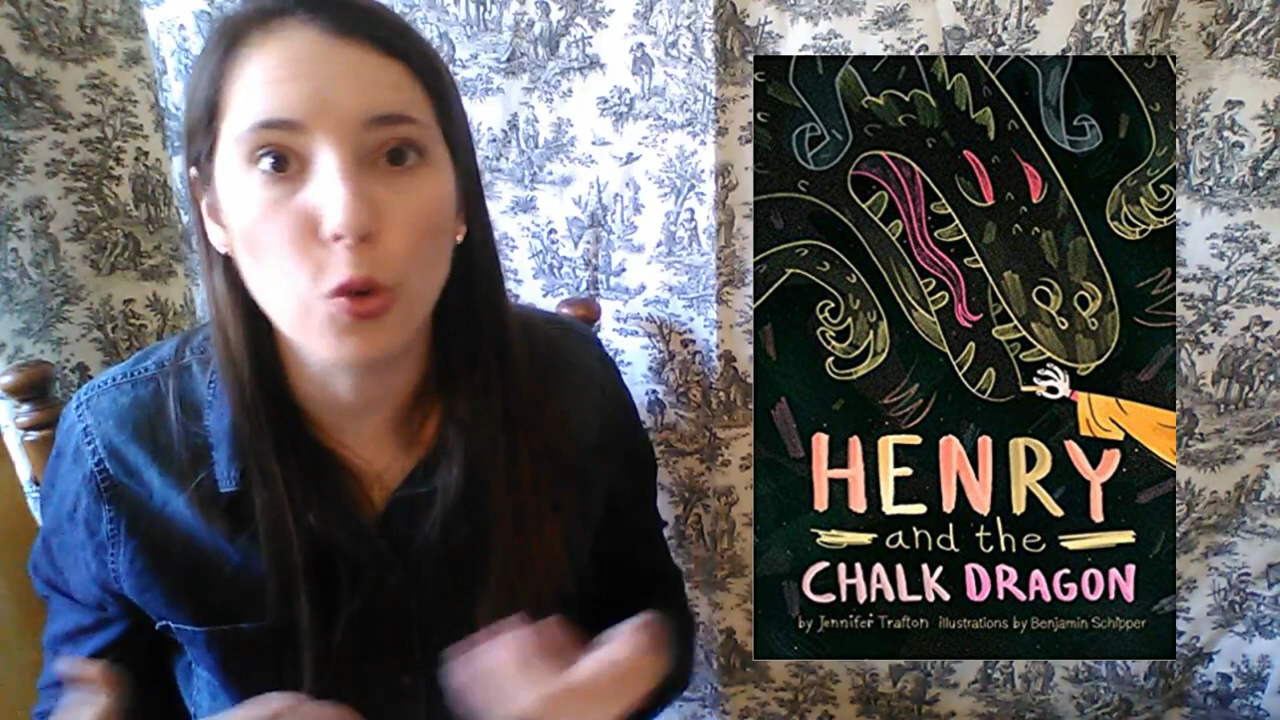 HENRY
and the
CHALK DRAGON
by Jennifer Trafton illustrations by Benjamin Schipper